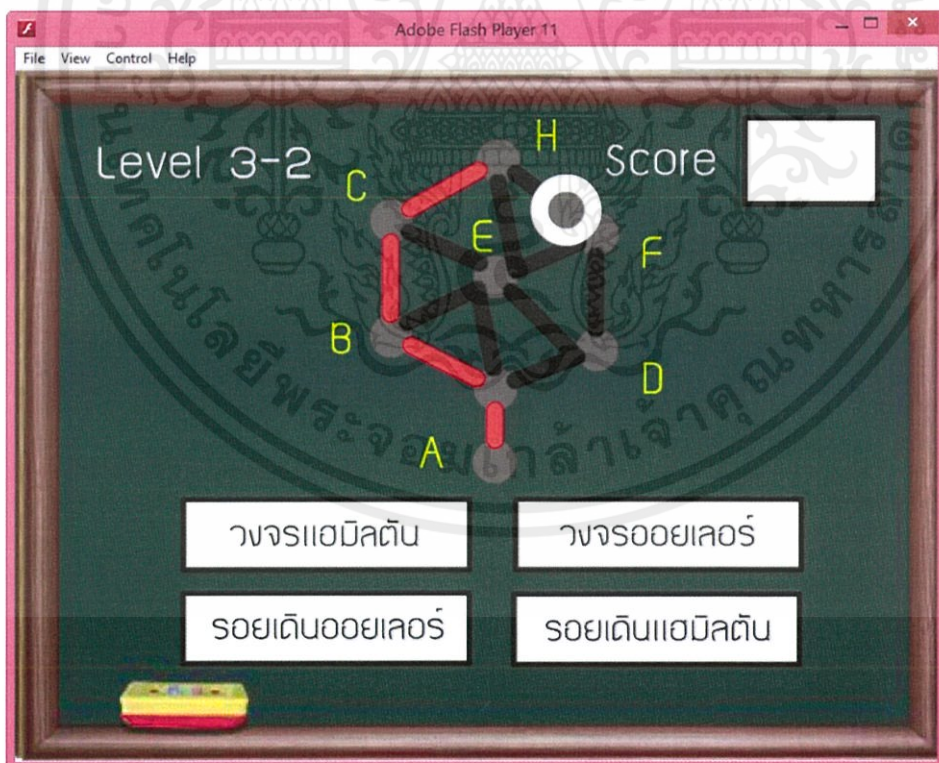 Adobe Flash Player 11
File View Control Help
Level 3-2
Score
H
C
E
F
B
D
A
วงจรแฮมิลตัน
วงจรออยเลอร์
รอยเดินออยเลอร์
รอยเดินแฮมิลตัน